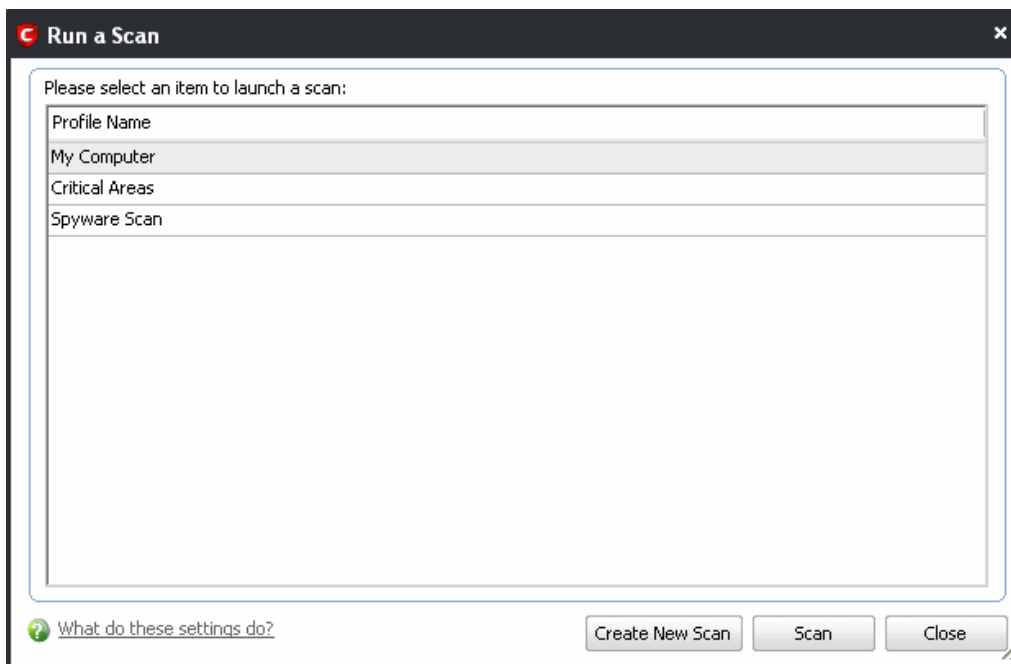 Run a Scan
Please select an item to launch a scan:
Profile Name
My Computer
Critical Areas
Spyware Scan
What do these settings do?
Create New Scan
Scan
Close